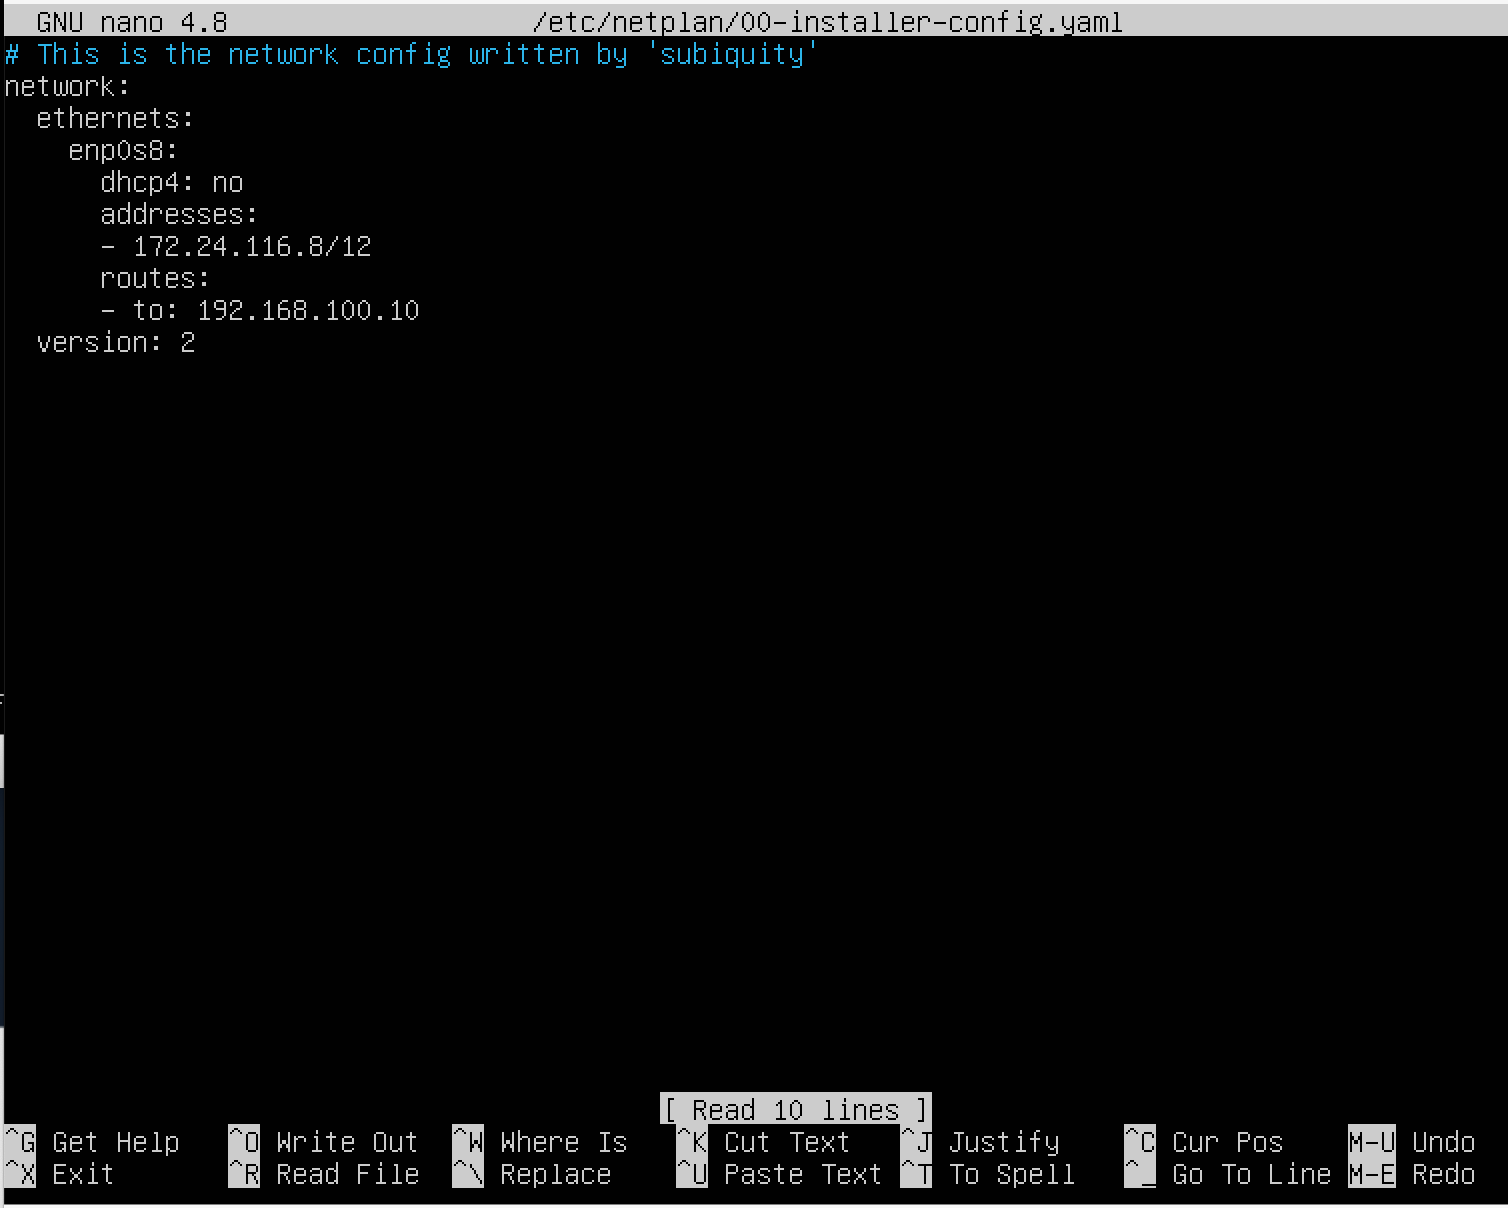 GNU nano 4.8 /etc/netplan/00-installer-config.yaml
# This is the network config written by 'subiquity'
network:
  ethernets:
    enp0s8:
      dhcp4: no
      addresses:
      - 172.24.116.8/12
      routes:
      - to: 192.168.100.10
  version: 2
[ Read 10 lines ]
^G Get Help ^O Write Out ^W Where Is ^K Cut Text ^J Justify ^C Cur Pos M-U Undo
^X Exit ^R Read File ^\ Replace ^U Paste Text ^T To Spell ^_ Go To Line M-E Redo